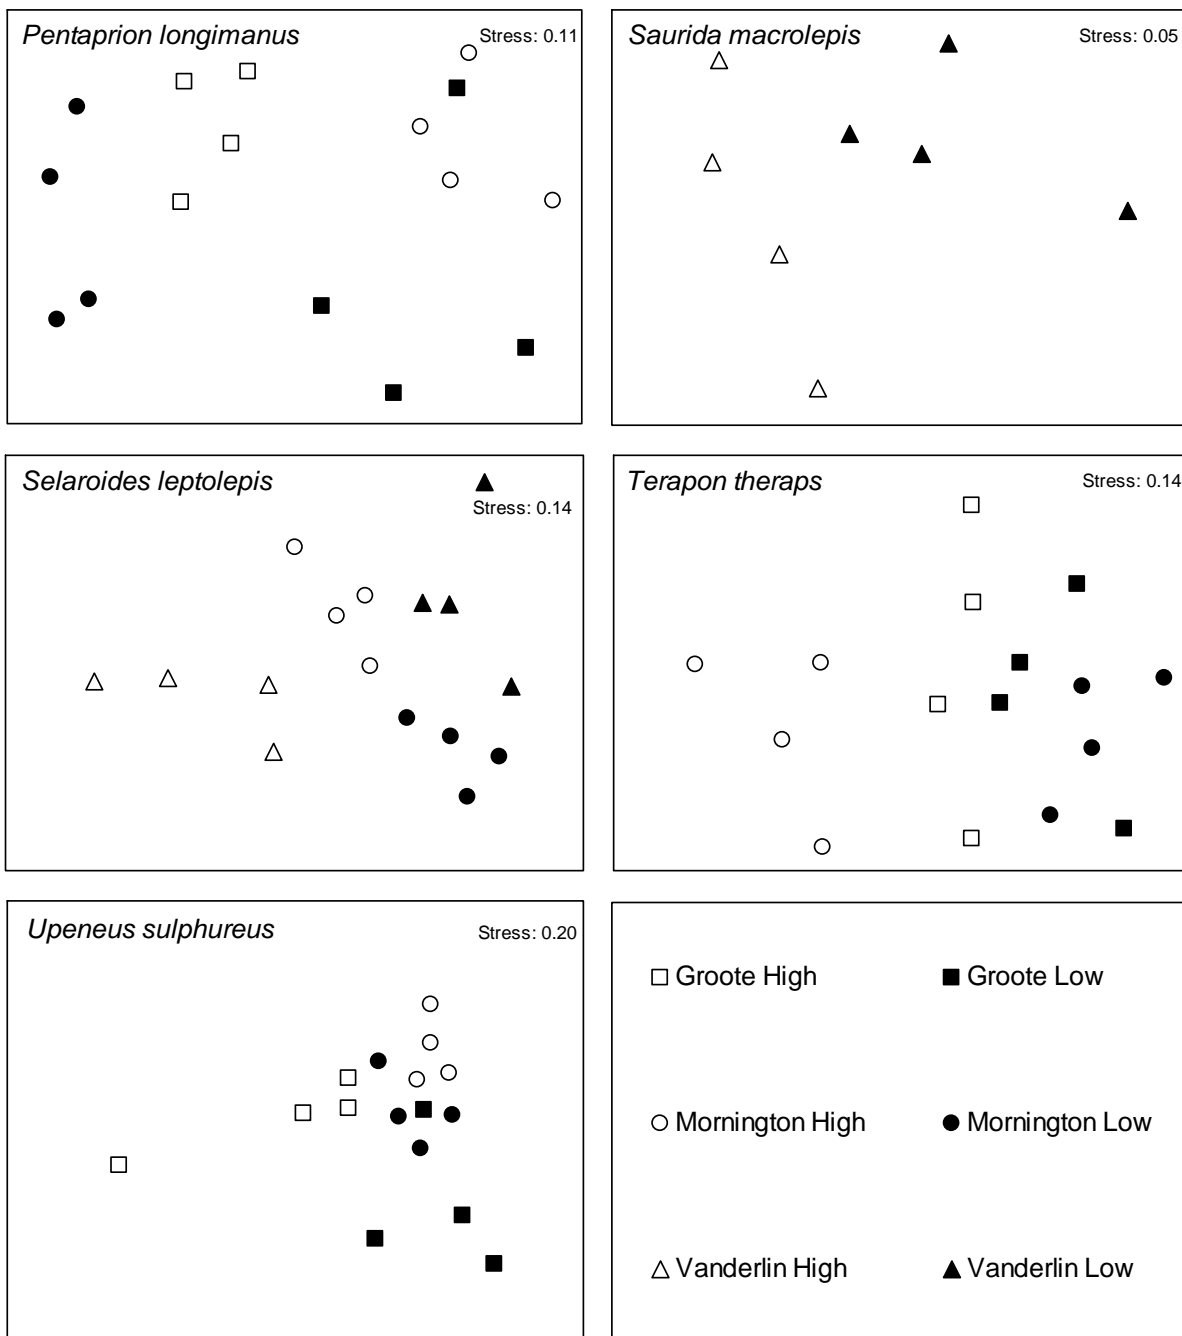 Pentaprion longimanus
Stress: 0.11
Saurida macrolepis
Stress: 0.05
Selaroides leptolepis
Stress: 0.14
Terapon theraps
Stress: 0.14
Upeneus sulphureus
Stress: 0.20
Groote High
Groote Low
Mornington High
Mornington Low
Vanderlin High
Vanderlin Low